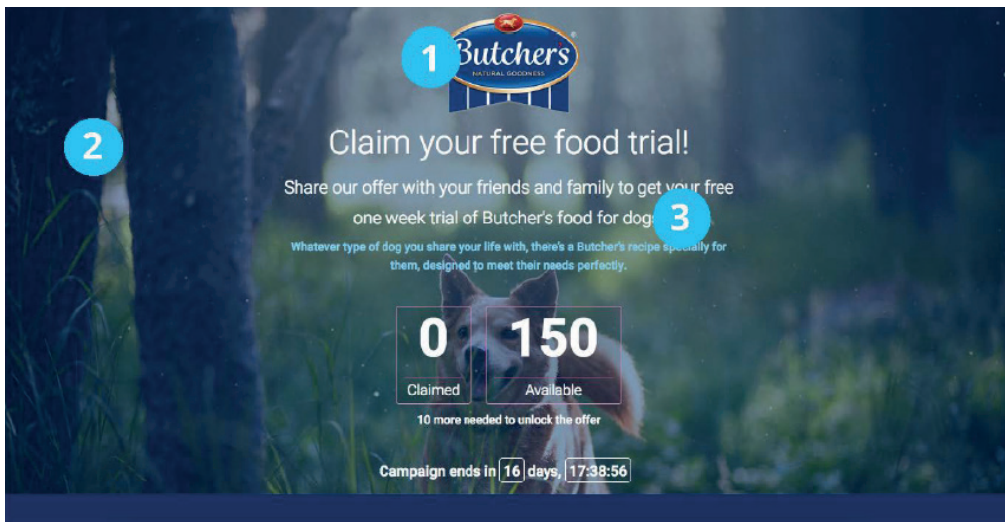 1
Butchers
NATURAL GOODNESS
2
Claim your free food trial!
Share our offer with your friends and family to get your free
one week trial of Butcher's food for dogs
3
Whatever type of dog you share your life with, there's a Butcher's recipe specially for
them, designed to meet their needs perfectly.
0 150
Claimed Available
10 more needed to unlock the offer
Campaign ends in 16 days, 17:38:56